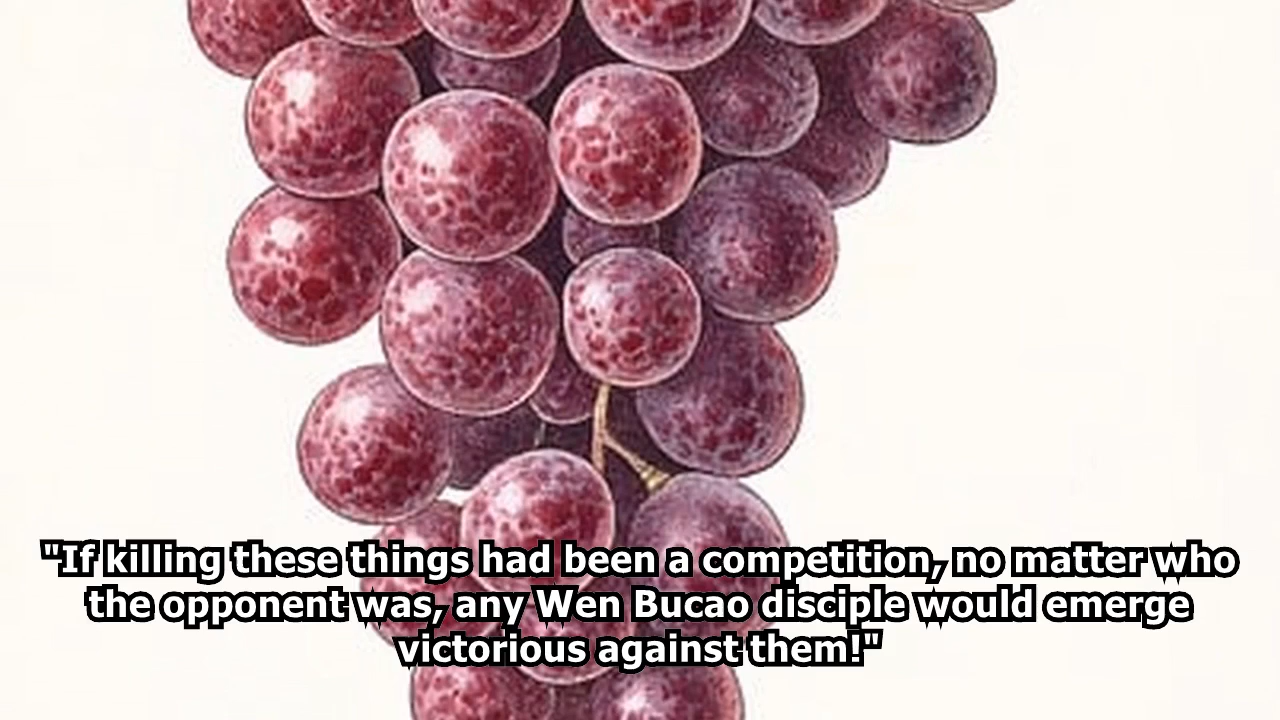 "If killing these things had been a competition, no matter who
the opponent was, any Wen Bucao disciple would emerge
victorious against them!"